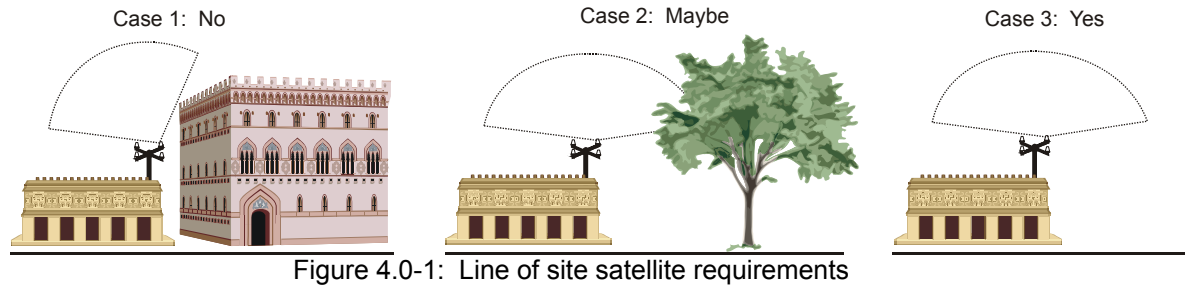 Case 1: No
Case 2: Maybe
Case 3: Yes
Figure 4.0-1: Line of site satellite requirements